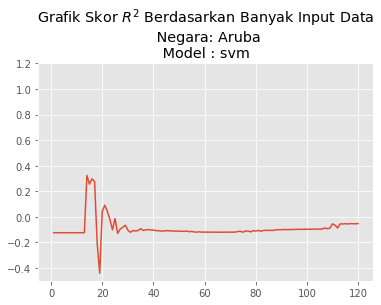 Grafik Skor $R^2$ Berdasarkan Banyak Input Data
Negara: Aruba
Model : svm
1.2
1.0
0.8
0.6
0.4
0.2
0.0
−0.2
−0.4
0 20 40 60 80 100 120